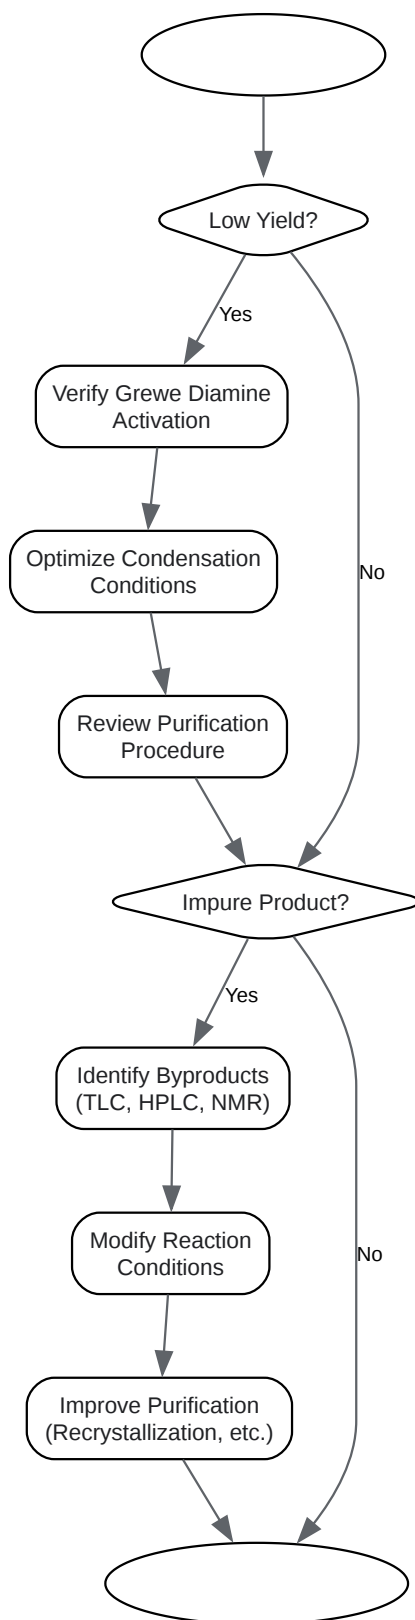 Low Yield?
Yes
Verify Grewe Diamine
Activation
Optimize Condensation
Conditions
No
Review Purification
Procedure
Impure Product?
Yes
Identify Byproducts
(TLC, HPLC, NMR)
Modify Reaction
Conditions
No
Improve Purification
(Recrystallization, etc.)